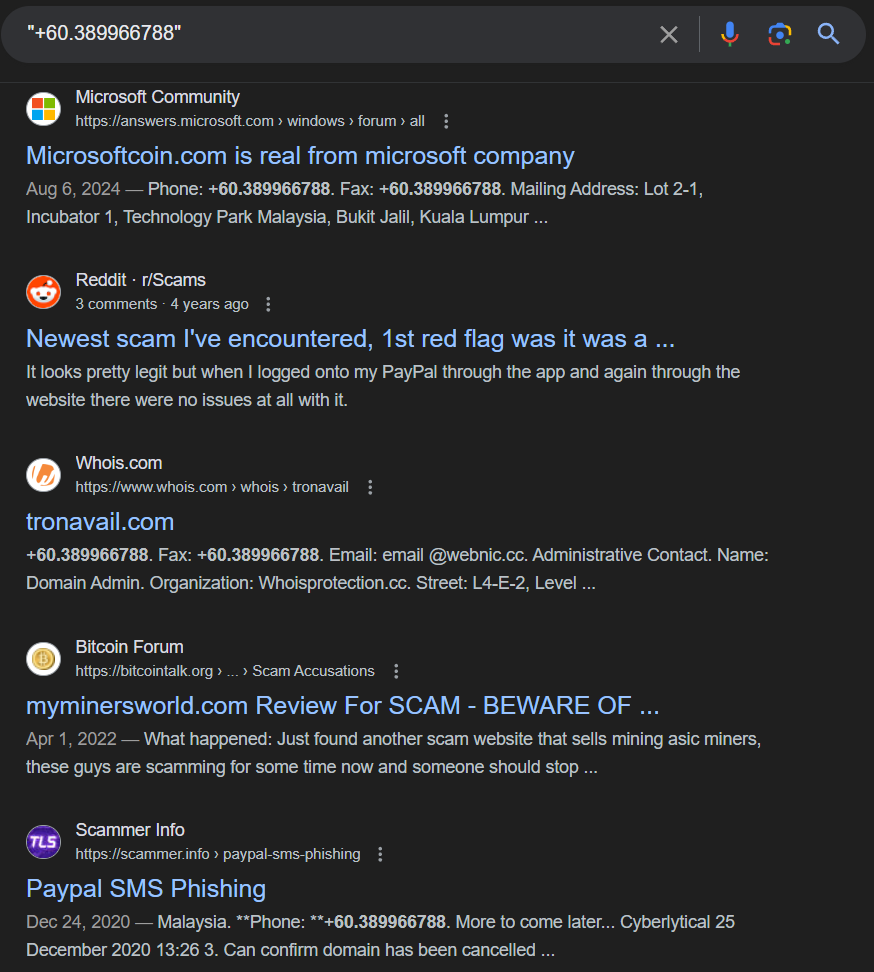 "+60.389966788"
Microsoft Community
https://answers.microsoft.com › windows › forum › all
Microsoftcoin.com is real from microsoft company
Aug 6, 2024 — Phone: +60.389966788. Fax: +60.389966788. Mailing Address: Lot 2-1,
Incubator 1, Technology Park Malaysia, Bukit Jalil, Kuala Lumpur ...
Reddit · r/Scams
3 comments · 4 years ago
Newest scam I've encountered, 1st red flag was it was a ...
It looks pretty legit but when I logged onto my PayPal through the app and again through the
website there were no issues at all with it.
Whois.com
https://www.whois.com › whois › tronavail
tronavail.com
+60.389966788. Fax: +60.389966788. Email: email @webnic.cc. Administrative Contact. Name:
Domain Admin. Organization: Whoisprotection.cc. Street: L4-E-2, Level ...
Bitcoin Forum
https://bitcointalk.org › ... › Scam Accusations
myminersworld.com Review For SCAM - BEWARE OF ...
Apr 1, 2022 — What happened: Just found another scam website that sells mining asic miners,
these guys are scamming for some time now and someone should stop ...
TLS
Scammer Info
https://scammer.info › paypal-sms-phishing
Paypal SMS Phishing
Dec 24, 2020 — Malaysia. **Phone: **+60.389966788. More to come later... Cyberlytical 25
December 2020 13:26 3. Can confirm domain has been cancelled ...